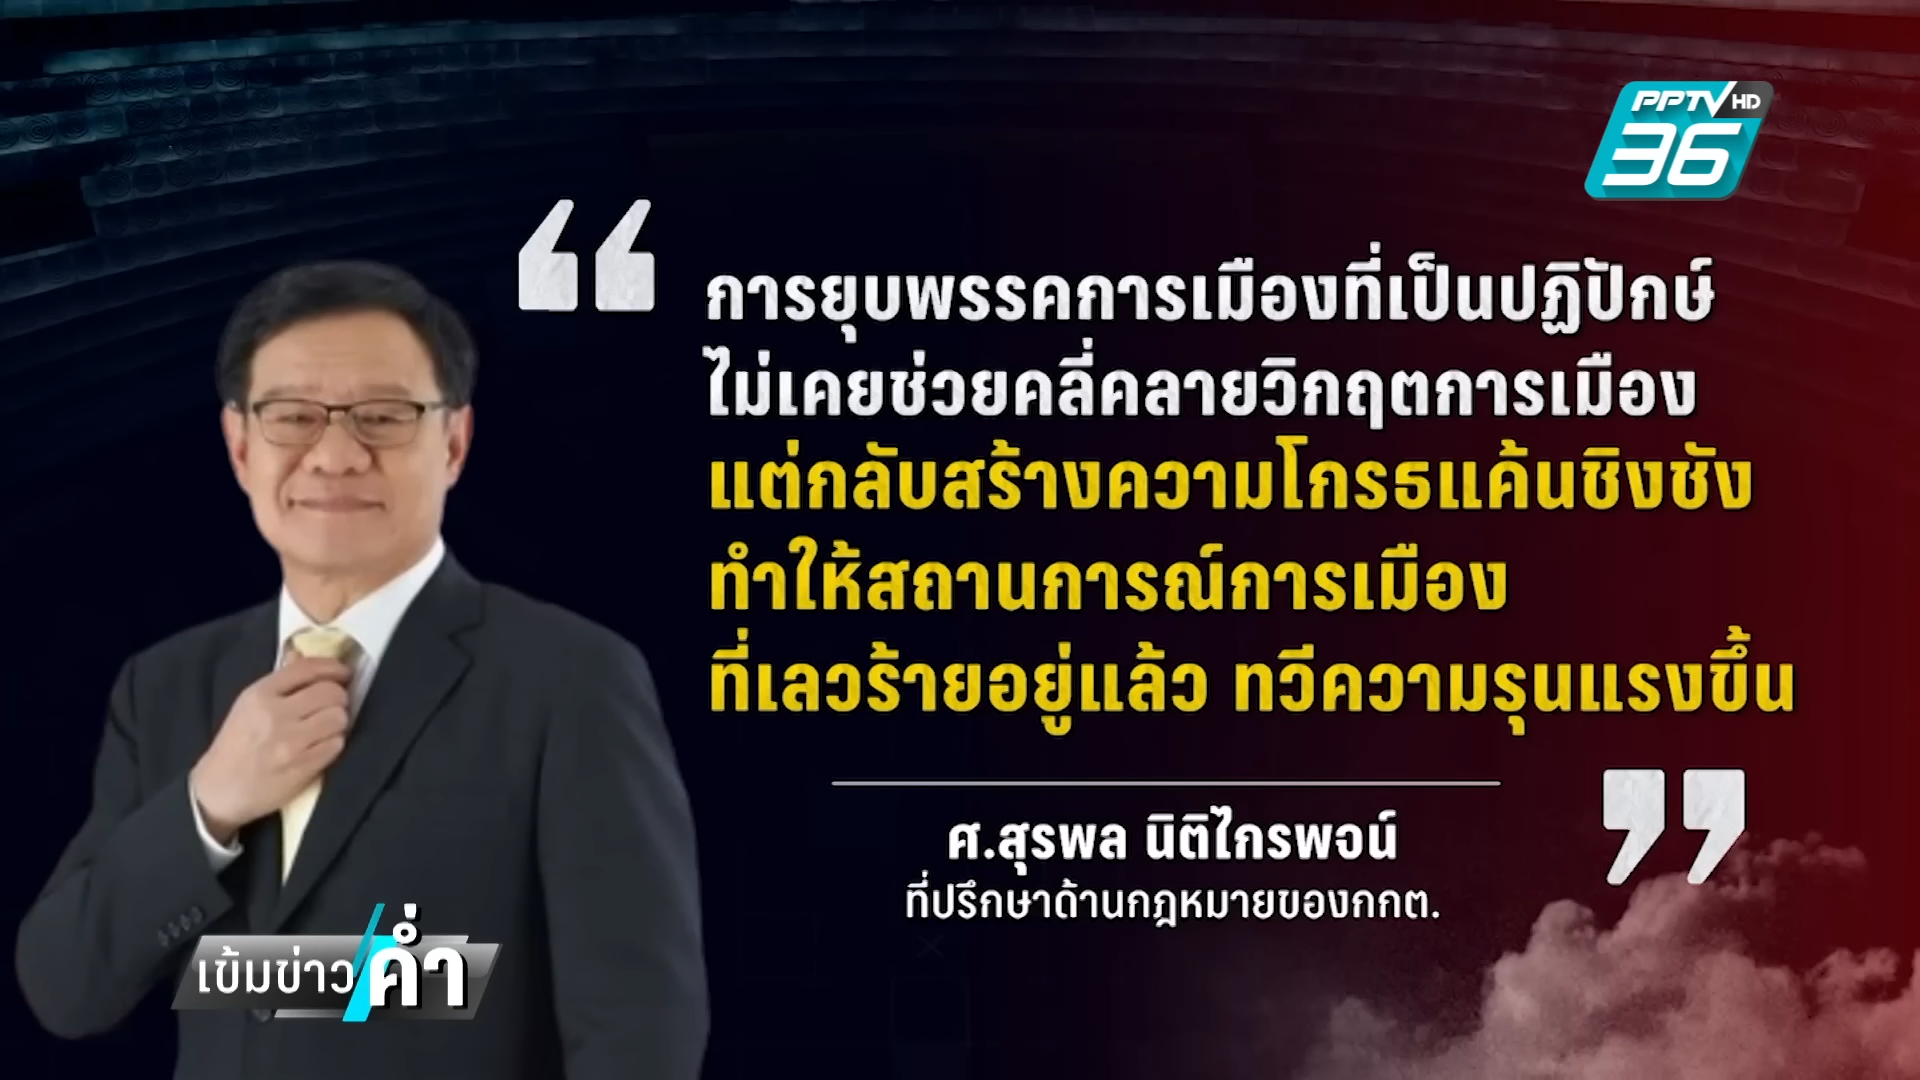 PPTV HD
36
“ การยุบพรรคการเมืองที่เป็นปฏิปักษ์
ไม่เคยช่วยคลี่คลายวิกฤตการเมือง
แต่กลับสร้างความโกรธแค้นชิงชัง
ทำให้สถานการณ์การเมือง
ที่เลวร้ายอยู่แล้ว ทวีความรุนแรงขึ้น ”
ศ.สุรพล นิติไกรพจน์
ที่ปรึกษาด้านกฎหมายของกกต.
เข้มข่าวค่ำ